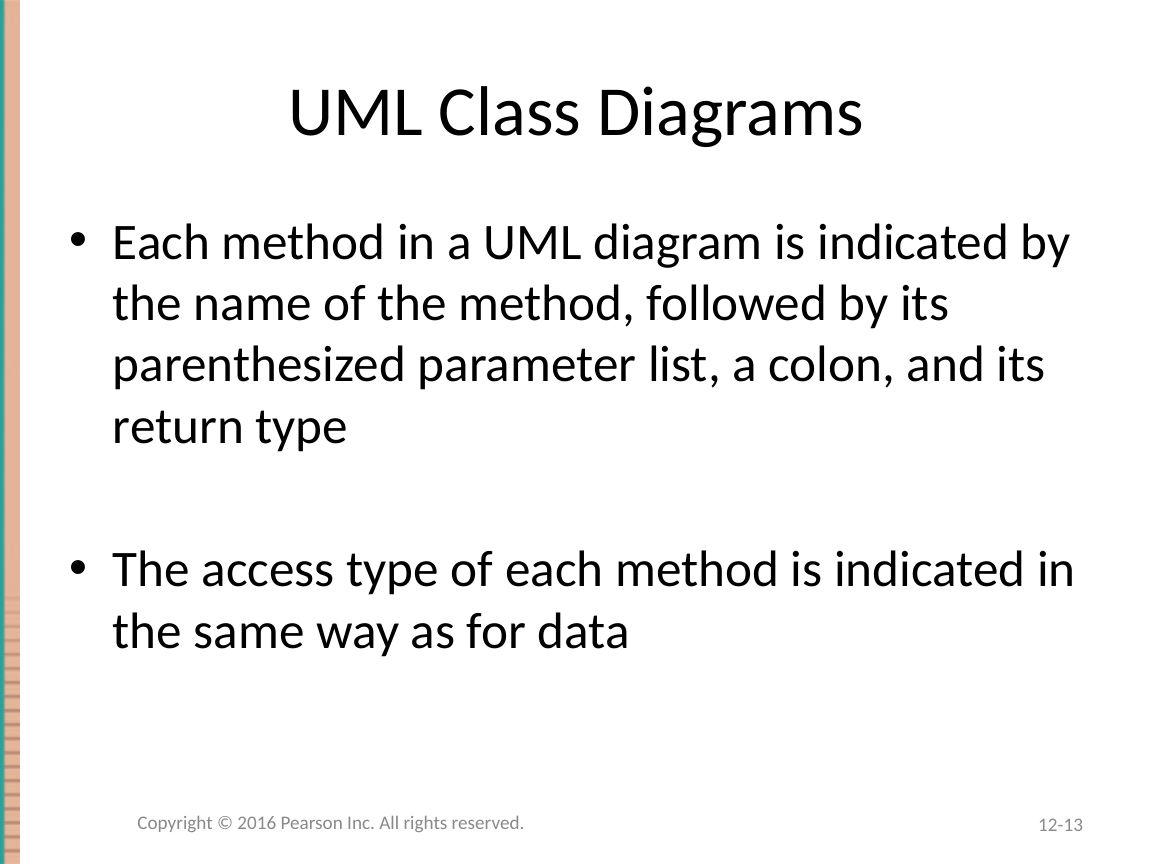 UML Class Diagrams
• Each method in a UML diagram is indicated by
the name of the method, followed by its
parenthesized parameter list, a colon, and its
return type
• The access type of each method is indicated in
the same way as for data
Copyright © 2016 Pearson Inc. All rights reserved.
12-13